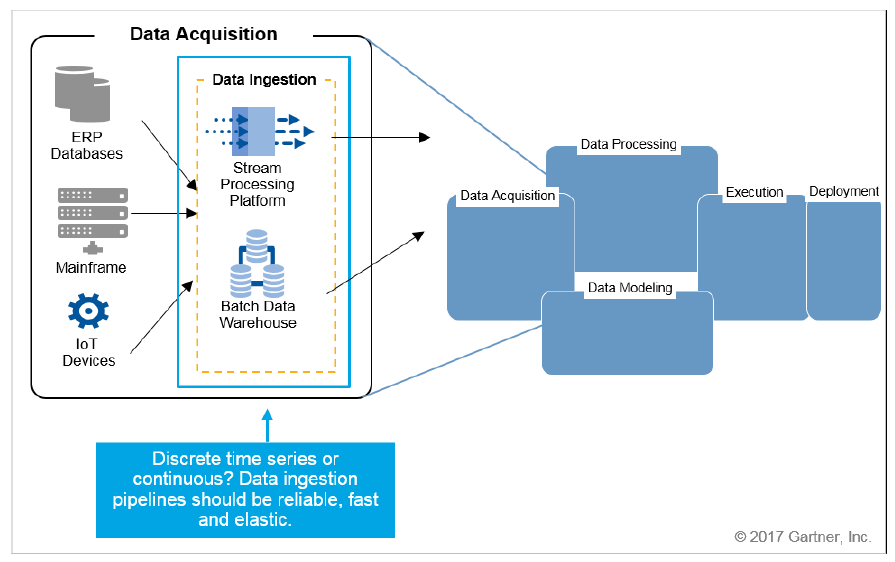 Data Acquisition
Data Ingestion
ERP
Databases
Stream
Processing
Platform
Mainframe
Batch Data
Warehouse
IoT
Devices
Data Processing
Data Acquisition
Execution
Deployment
Data Modeling
Discrete time series or
continuous? Data ingestion
pipelines should be reliable, fast
and elastic.
© 2017 Gartner, Inc.